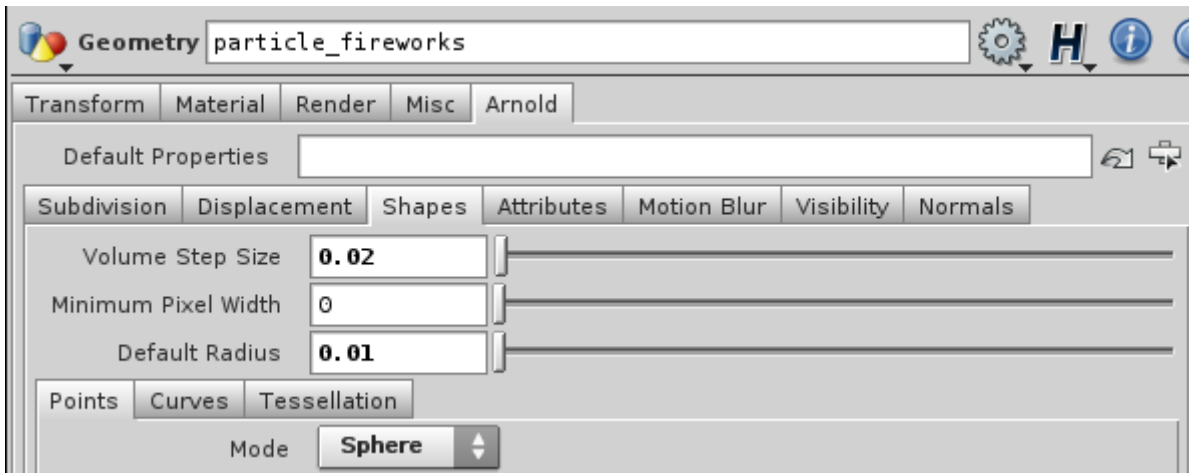 Geometry particle_fireworks H i
Transform Material Render Misc Arnold
Default Properties
Subdivision Displacement Shapes Attributes Motion Blur Visibility Normals
Volume Step Size 0.02
Minimum Pixel Width 0
Default Radius 0.01
Points Curves Tessellation
Mode Sphere